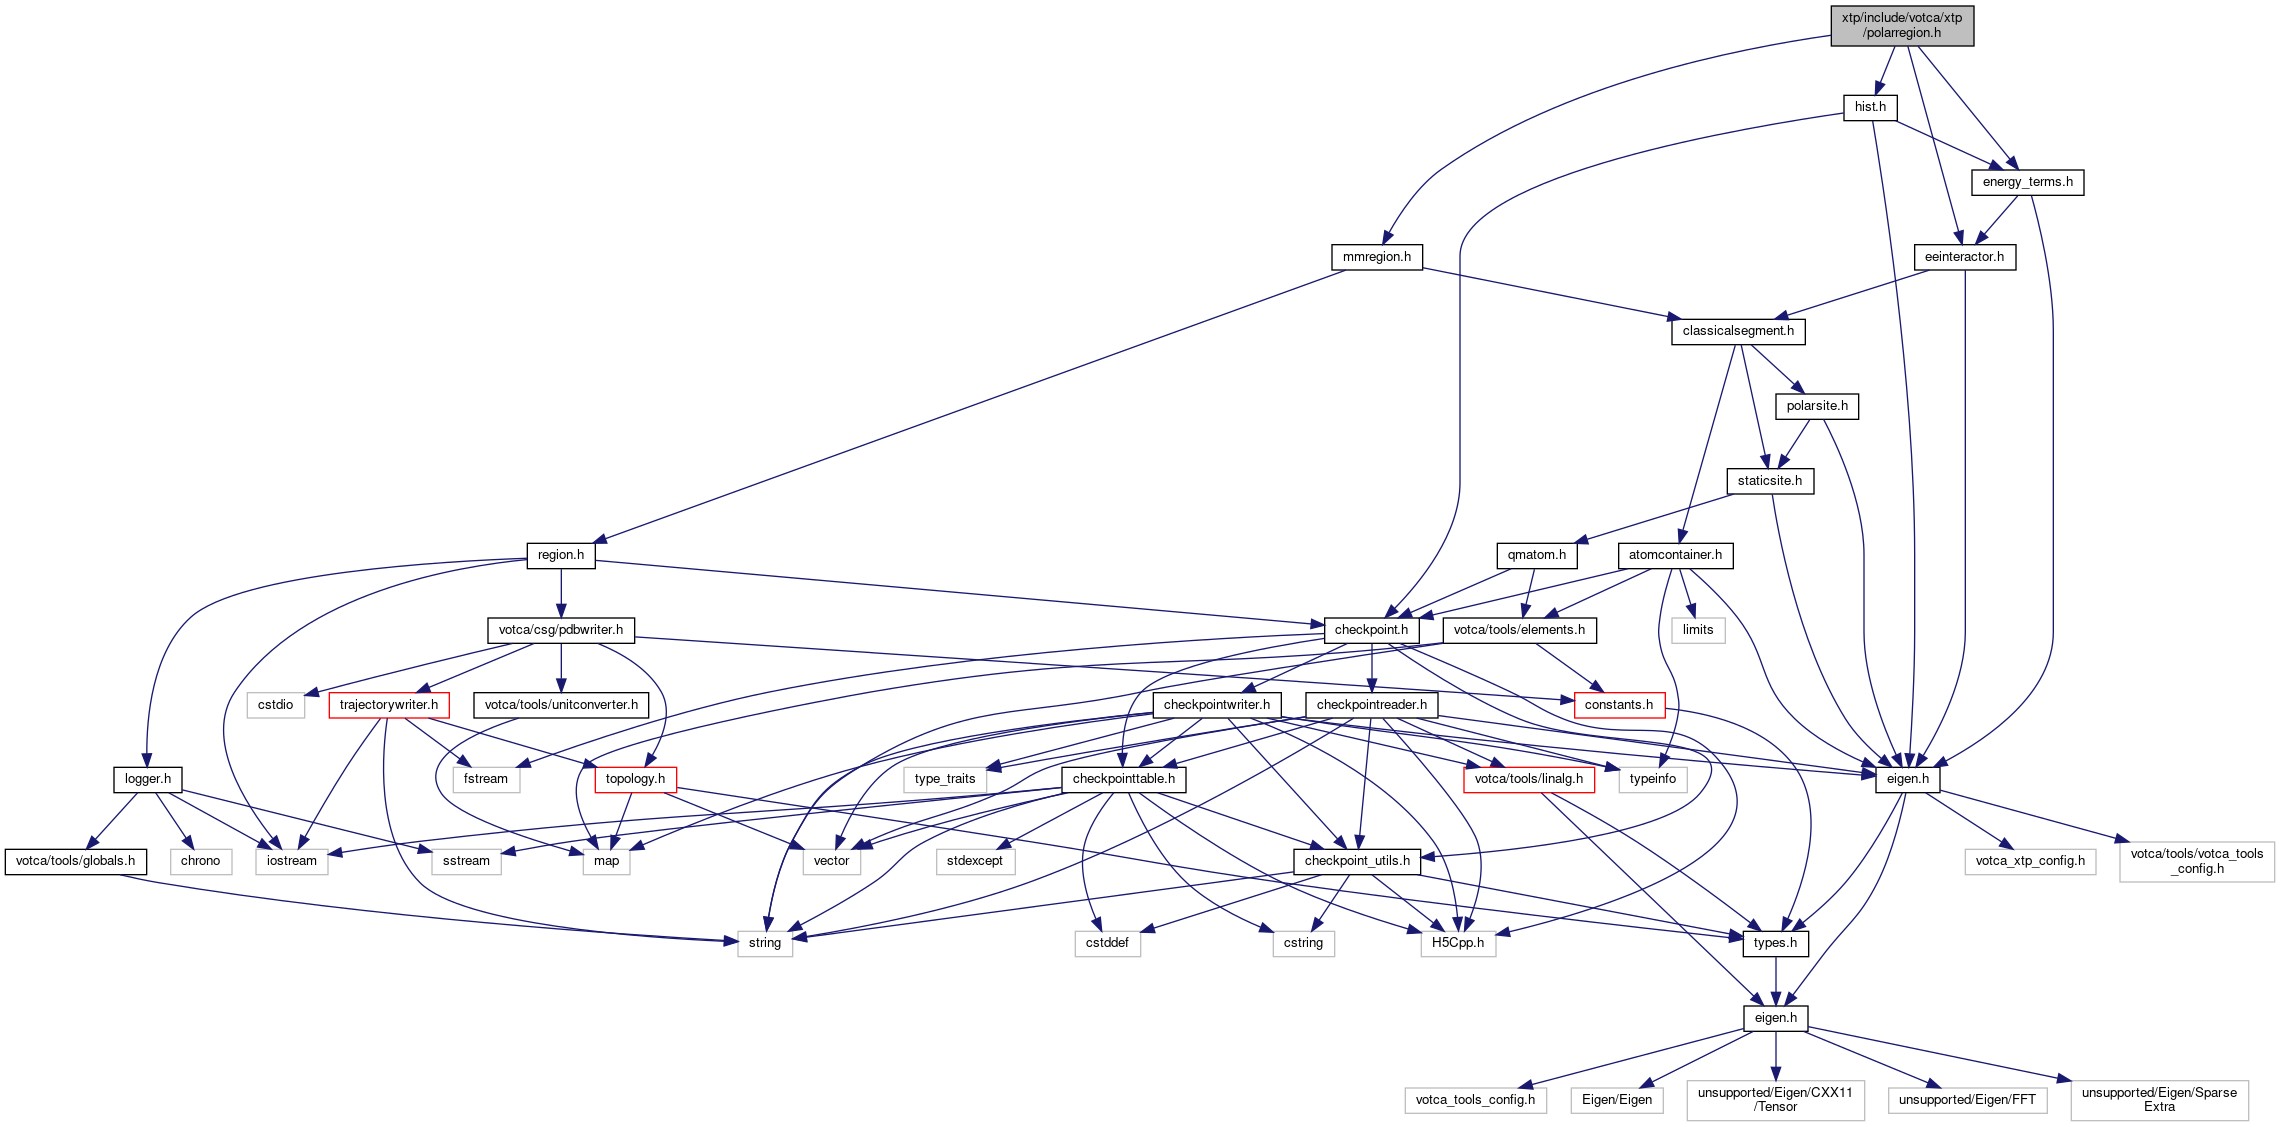 xtp/include/votca/xtp
/polarregion.h
hist.h
energy_terms.h
mmregion.h
eeinteractor.h
classicalsegment.h
polarsite.h
staticsite.h
region.h
qmatom.h
atomcontainer.h
votca/csg/pdbwriter.h
checkpoint.h
votca/tools/elements.h
limits
cstdio
trajectorywriter.h
votca/tools/unitconverter.h
checkpointwriter.h
checkpointreader.h
constants.h
logger.h
fstream
topology.h
type_traits
checkpointtable.h
votca/tools/linalg.h
typeinfo
eigen.h
votca/tools/globals.h
chrono
iostream
sstream
map
vector
stdexcept
checkpoint_utils.h
votca_xtp_config.h
votca/tools/votca_tools
_config.h
string
cstddef
cstring
H5Cpp.h
types.h
eigen.h
votca_tools_config.h
Eigen/Eigen
unsupported/Eigen/CXX11
/Tensor
unsupported/Eigen/FFT
unsupported/Eigen/Sparse
Extra